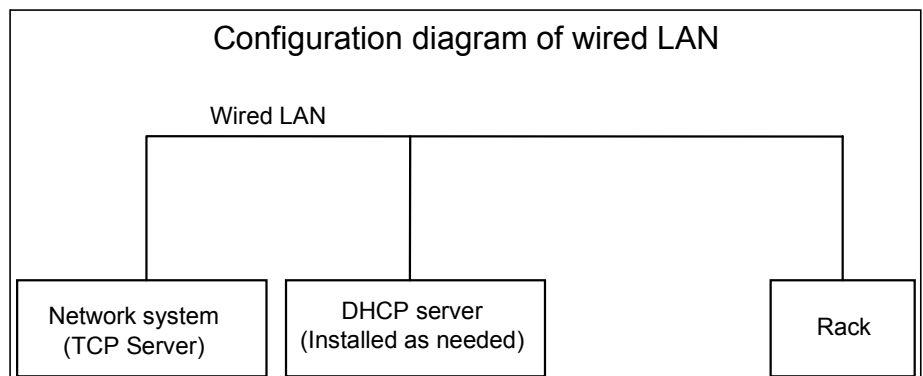 Configuration diagram of wired LAN
Wired LAN
Network system
(TCP Server)
DHCP server
(Installed as needed)
Rack